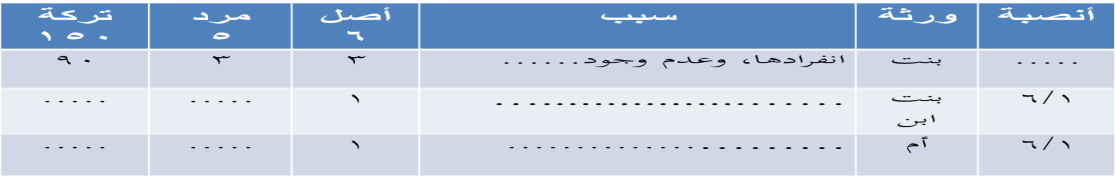 أنصبة ورثة سبب أصل ٦ مرد ٥ تركة ١٥٠
..... بنت انفرادها، وعدم وجود...... ٣ ٣ ٩٠
٦/١ بنت ابن ........................ ١ ..... .....
٦/١ أم ........................ ١ ..... .....